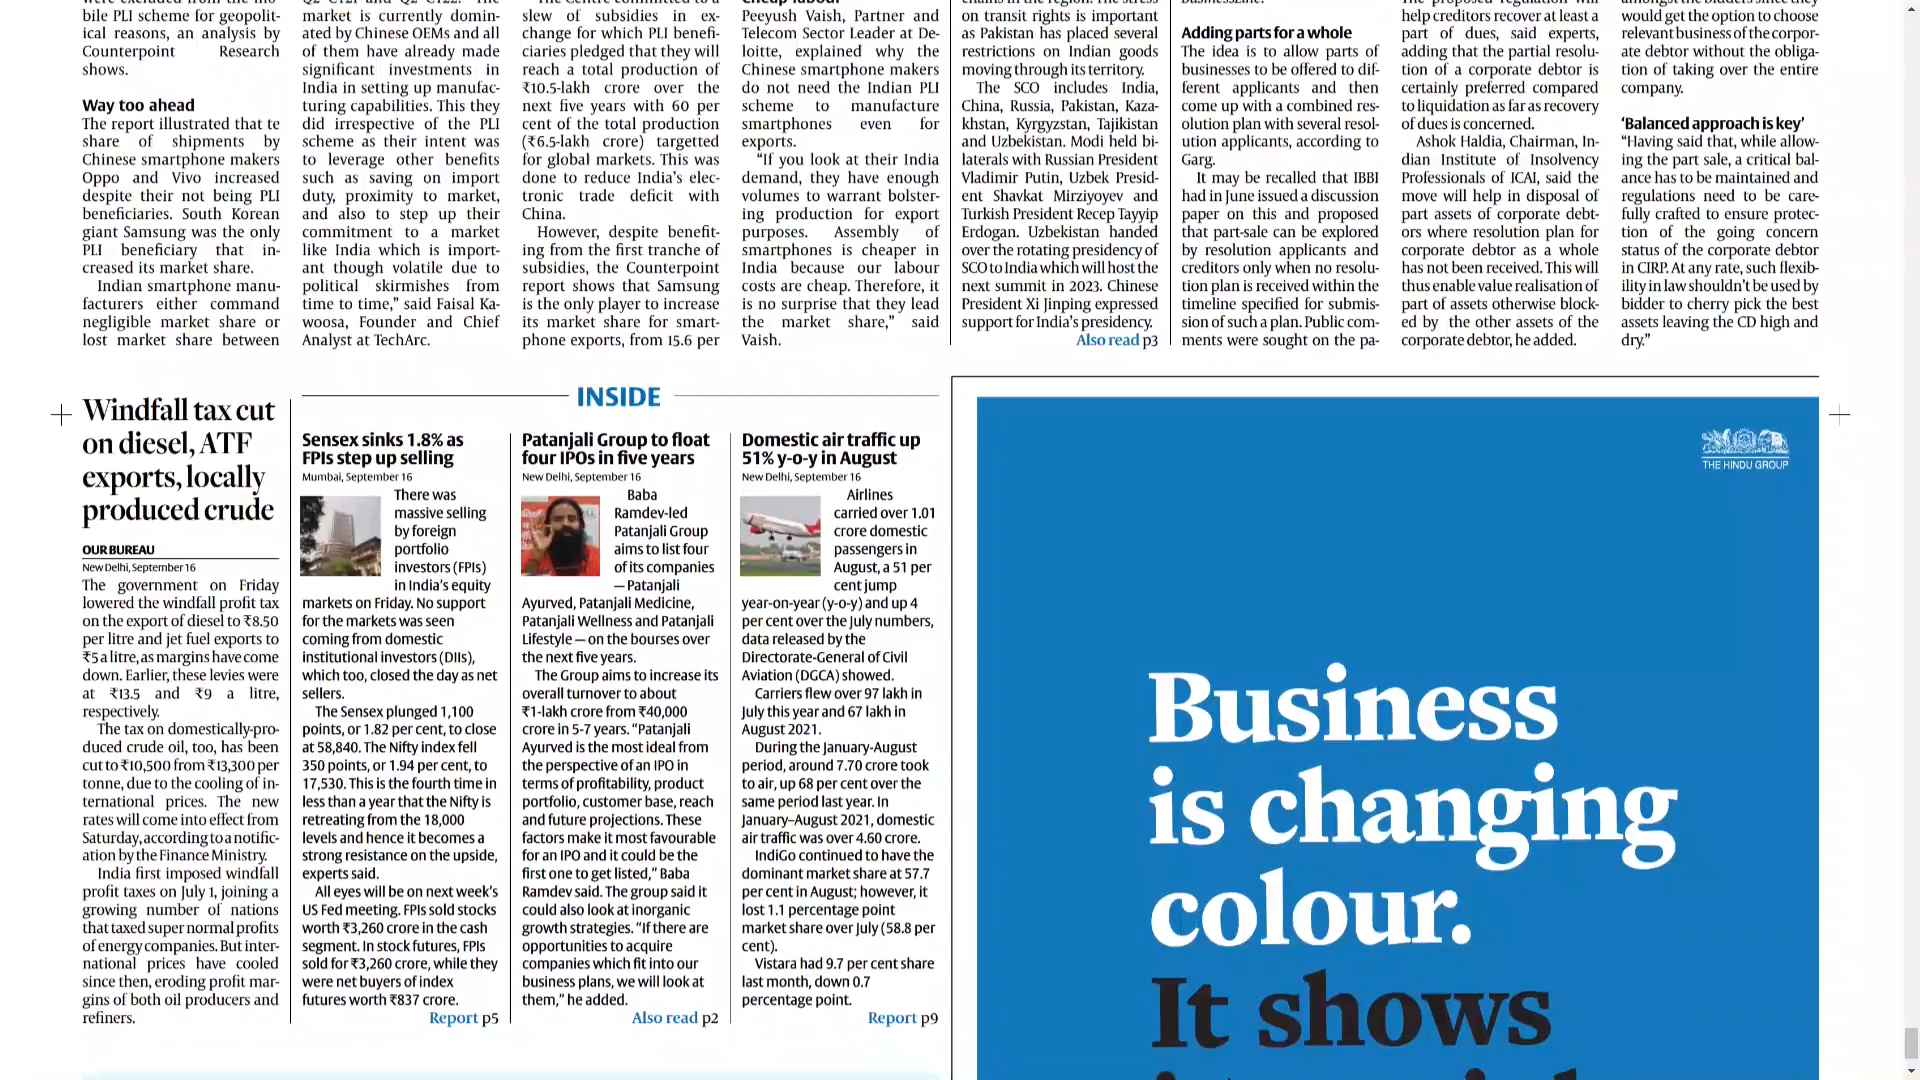 were excluded from the mo-
bile PLI scheme for geopolit-
ical reasons, an analysis by
Counterpoint Research
shows.
Way too ahead
The report illustrated that te
share of shipments by
Chinese smartphone makers
Oppo and Vivo increased
despite their not being PLI
beneficiaries. South Korean
giant Samsung was the only
PLI beneficiary that in-
creased its market share.
Indian smartphone manu-
facturers either command
negligible market share or
lost market share between
market is currently domin-
ated by Chinese OEMs and all
of them have already made
significant investments in
India in setting up manufac-
turing capabilities. This they
did irrespective of the PLI
scheme as their intent was
to leverage other benefits
such as saving on import
duty, proximity to market,
and also to step up their
commitment to a market
like India which is import-
ant though volatile due to
political skirmishes from
time to time,” said Faisal Ka-
woosa, Founder and Chief
Analyst at TechArc.
slew of subsidies in ex-
change for which PLI benefi-
ciaries pledged that they will
reach a total production of
₹10.5-lakh crore over the
next five years with 60 per
cent of the total production
(₹6.5-lakh crore) targetted
for global markets. This was
done to reduce India’s elec-
tronic trade deficit with
China.
However, despite benefit-
ing from the first tranche of
subsidies, the Counterpoint
report shows that Samsung
is the only player to increase
its market share for smart-
phone exports, from 15.6 per
Cheap labour
Peeyush Vaish, Partner and
Telecom Sector Leader at De-
loitte, explained why the
Chinese smartphone makers
do not need the Indian PLI
scheme to manufacture
smartphones even for
exports.
“If you look at their India
demand, they have enough
volumes to warrant bolster-
ing production for export
purposes. Assembly of
smartphones is cheaper in
India because our labour
costs are cheap. Therefore, it
is no surprise that they lead
the market share,” said
Vaish.
chains in the region. The stress
on transit rights is important
as Pakistan has placed several
restrictions on Indian goods
moving through its territory.
The SCO includes India,
China, Russia, Pakistan, Kaza-
khstan, Kyrgyzstan, Tajikistan
and Uzbekistan. Modi held bi-
laterals with Russian President
Vladimir Putin, Uzbek Presid-
ent Shavkat Mirziyoyev and
Turkish President Recep Tayyip
Erdogan. Uzbekistan handed
over the rotating presidency of
SCO to India which will host the
next summit in 2023. Chinese
President Xi Jinping expressed
support for India’s presidency.
Also read p3
BusinessLine.
Adding parts for a whole
The idea is to allow parts of
businesses to be offered to dif-
ferent applicants and then
come up with a combined res-
olution plan with several resol-
ution applicants, according to
Garg.
It may be recalled that IBBI
had in June issued a discussion
paper on this and proposed
that part-sale can be explored
by resolution applicants and
creditors only when no resolu-
tion plan is received within the
timeline specified for submis-
sion of such a plan. Public com-
ments were sought on the pa-
The proposed regulation will
help creditors recover at least a
part of dues, said experts,
adding that the partial resolu-
tion of a corporate debtor is
certainly preferred compared
to liquidation as far as recovery
of dues is concerned.
Ashok Haldia, Chairman, In-
dian Institute of Insolvency
Professionals of ICAI, said the
move will help in disposal of
part assets of corporate debt-
ors where resolution plan for
corporate debtor as a whole
has not been received. This will
thus enable value realisation of
part of assets otherwise block-
ed by the other assets of the
corporate debtor, he added.
amongst the bidders since they
would get the option to choose
relevant business of the corpor-
ate debtor without the obliga-
tion of taking over the entire
company.
‘Balanced approach is key’
“Having said that, while allow-
ing the part sale, a critical bal-
ance has to be maintained and
regulations need to be care-
fully crafted to ensure protec-
tion of the going concern
status of the corporate debtor
in CIRP. At any rate, such flexib-
ility in law shouldn’t be used by
bidder to cherry pick the best
assets leaving the CD high and
dry.”
Windfall tax cut
on diesel, ATF
exports, locally
produced crude
OUR BUREAU
New Delhi, September 16
The government on Friday
lowered the windfall profit tax
on the export of diesel to ₹8.50
per litre and jet fuel exports to
₹5 a litre, as margins have come
down. Earlier, these levies were
at ₹13.5 and ₹9 a litre,
respectively.
The tax on domestically-pro-
duced crude oil, too, has been
cut to ₹10,500 from ₹13,300 per
tonne, due to the cooling of in-
ternational prices. The new
rates will come into effect from
Saturday, according to a notific-
ation by the Finance Ministry.
India first imposed windfall
profit taxes on July 1, joining a
growing number of nations
that taxed super normal profits
of energy companies. But inter-
national prices have cooled
since then, eroding profit mar-
gins of both oil producers and
refiners.
INSIDE
Sensex sinks 1.8% as
FPIs step up selling
Mumbai, September 16
There was
massive selling
by foreign
portfolio
investors (FPIs)
in India’s equity
markets on Friday. No support
for the markets was seen
coming from domestic
institutional investors (DIIs),
which too, closed the day as net
sellers.
The Sensex plunged 1,100
points, or 1.82 per cent, to close
at 58,840. The Nifty index fell
350 points, or 1.94 per cent, to
17,530. This is the fourth time in
less than a year that the Nifty is
retreating from the 18,000
levels and hence it becomes a
strong resistance on the upside,
experts said.
All eyes will be on next week’s
US Fed meeting. FPIs sold stocks
worth ₹3,260 crore in the cash
segment. In stock futures, FPIs
sold for ₹3,260 crore, while they
were net buyers of index
futures worth ₹837 crore.
Report p5
Patanjali Group to float
four IPOs in five years
New Delhi, September 16
Baba
Ramdev-led
Patanjali Group
aims to list four
of its companies
— Patanjali
Ayurved, Patanjali Medicine,
Patanjali Wellness and Patanjali
Lifestyle — on the bourses over
the next five years.
The Group aims to increase its
overall turnover to about
₹1-lakh crore from ₹40,000
crore in 5-7 years. “Patanjali
Ayurved is the most ideal from
the perspective of an IPO in
terms of profitability, product
portfolio, customer base, reach
and future projections. These
factors make it most favourable
for an IPO and it could be the
first one to get listed,” Baba
Ramdev said. The group said it
could also look at inorganic
growth strategies. “If there are
opportunities to acquire
companies which fit into our
business plans, we will look at
them,” he added.
Also read p2
Domestic air traffic up
51% y-o-y in August
New Delhi, September 16
Airlines
carried over 1.01
crore domestic
passengers in
August, a 51 per
cent jump
year-on-year (y-o-y) and up 4
per cent over the July numbers,
data released by the
Directorate-General of Civil
Aviation (DGCA) showed.
Carriers flew over 97 lakh in
July this year and 67 lakh in
August 2021.
During the January-August
period, around 7.70 crore took
to air, up 68 per cent over the
same period last year. In
January–August 2021, domestic
air traffic was over 4.60 crore.
IndiGo continued to have the
dominant market share at 57.7
per cent in August; however, it
lost 1.1 percentage point
market share over July (58.8 per
cent).
Vistara had 9.7 per cent share
last month, down 0.7
percentage point.
Report p9
THE HINDU GROUP
Business
is changing
colour.
It shows